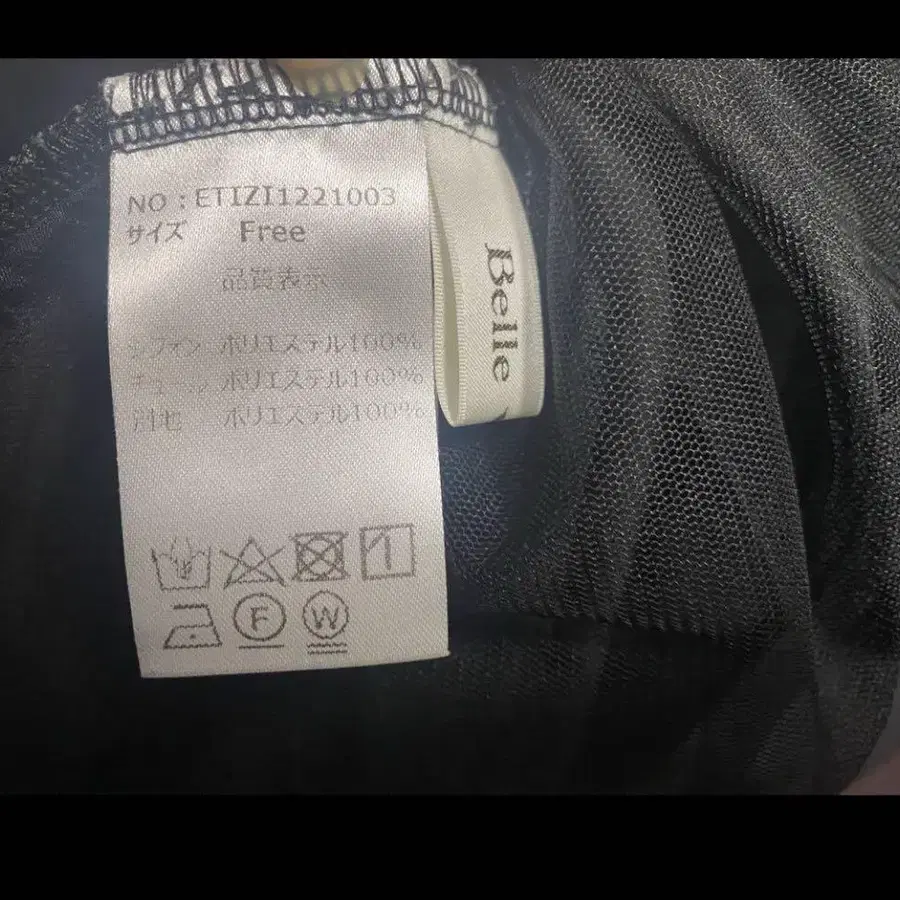 NO : ETIZI1221003
サイズ Free
品質表示
シフォン ポリエステル100%
チュール ポリエステル100%
別地 ポリエステル100%
F W
Belle